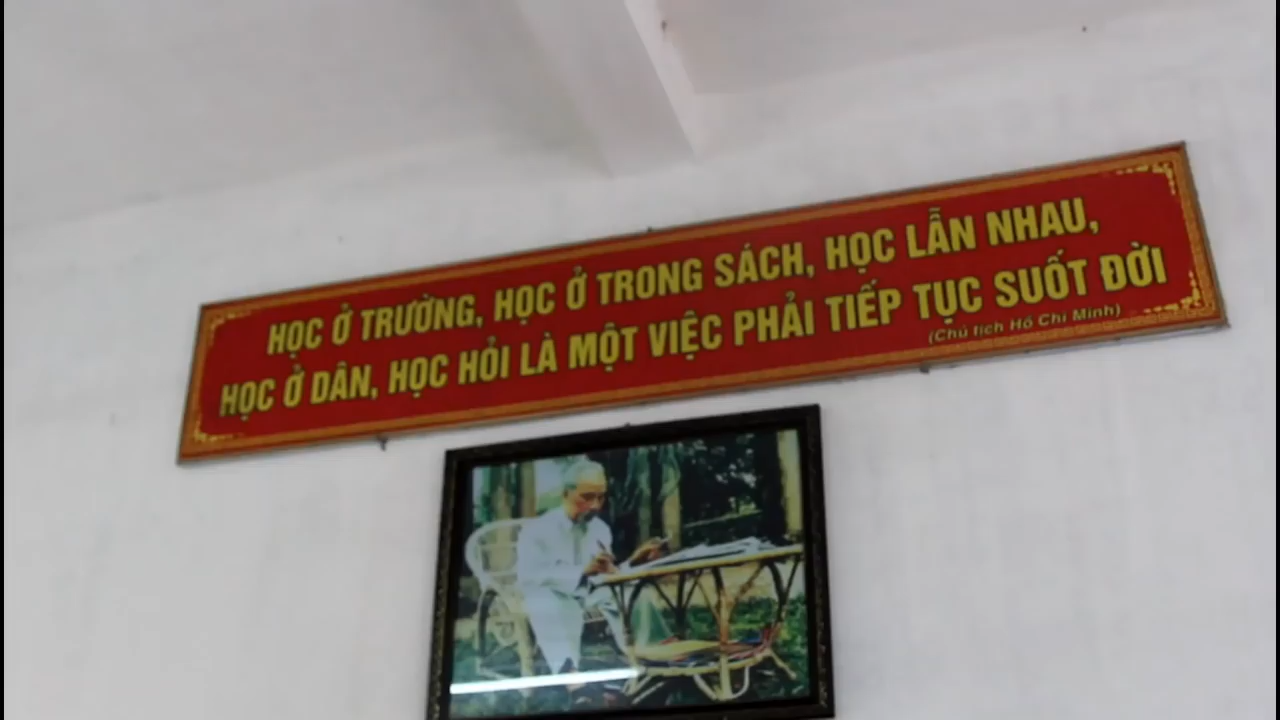 HỌC Ở TRƯỜNG, HỌC Ở TRONG SÁCH, HỌC LẪN NHAU,
HỌC Ở DÂN, HỌC HỎI LÀ MỘT VIỆC PHẢI TIẾP TỤC SUỐT ĐỜI
(Chủ tịch Hồ Chí Minh)